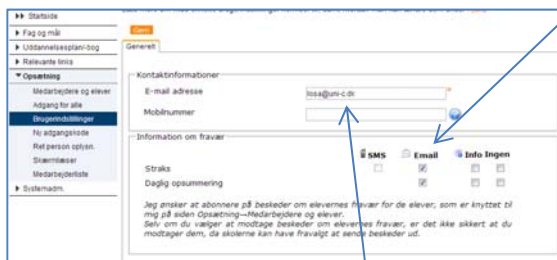 Startside
Fag og mål
Uddannelsesplan/-bog
Relevante links
Opsætning
Medarbejdere og elever
Adgang for alle
Brugerindstillinger
Ny adgangskode
Ret person oplysn.
Skærmlæser
Medarbejderliste
Systemadm.
Gem
Generelt
Kontaktinformationer
E-mail adresse
losa@uni-c.dk
Mobilnummer
Information om fravær
SMS Email Info Ingen
Straks
Daglig opsummering
Jeg ønsker at abonnere på beskeder om elevernes fravær for de elever, som er knyttet til
mig på siden Opsætning->Medarbejdere og elever.
Selv om du vælger at modtage beskeder om elevernes fravær, er det ikke sikkert at du
modtager dem, da skolerne kan have fravalgt at sende beskeder ud.